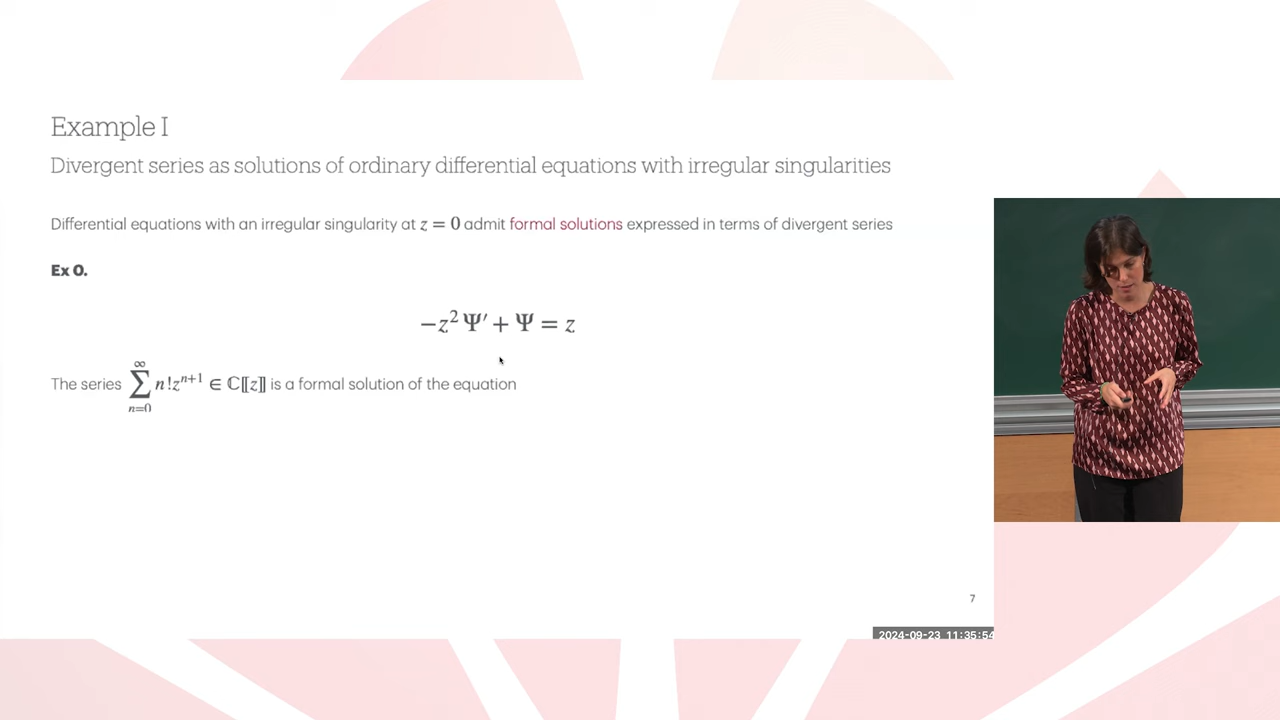 Example I
Divergent series as solutions of ordinary differential equations with irregular singularities
Differential equations with an irregular singularity at z = 0 admit formal solutions expressed in terms of divergent series
Ex 0.
−z² Ψ′ + Ψ = z
The series ∑_{n=0}^{∞} n!z^{n+1} ∈ ℂ⟦z⟧ is a formal solution of the equation
7
2024-09-23 11:35:54